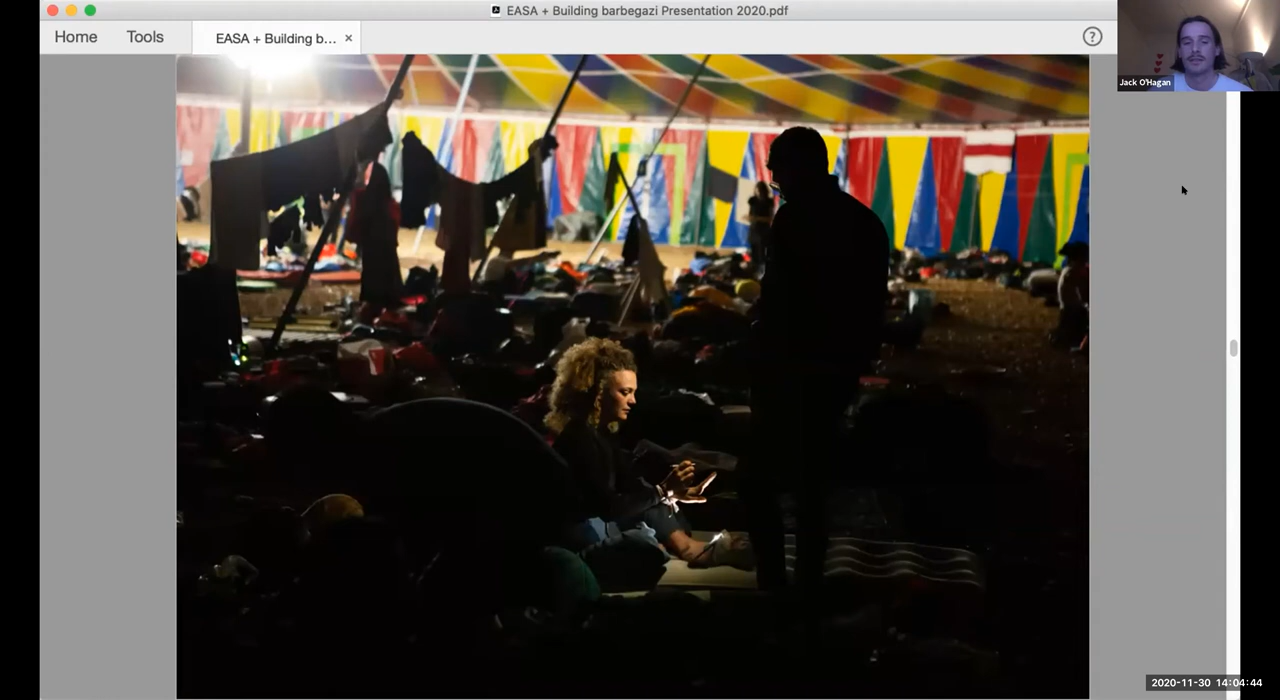 EASA + Building barbegazi Presentation 2020.pdf
Home
Tools
EASA + Building b... ×
?
Jack O'Hagan
2020-11-30 14:04:44